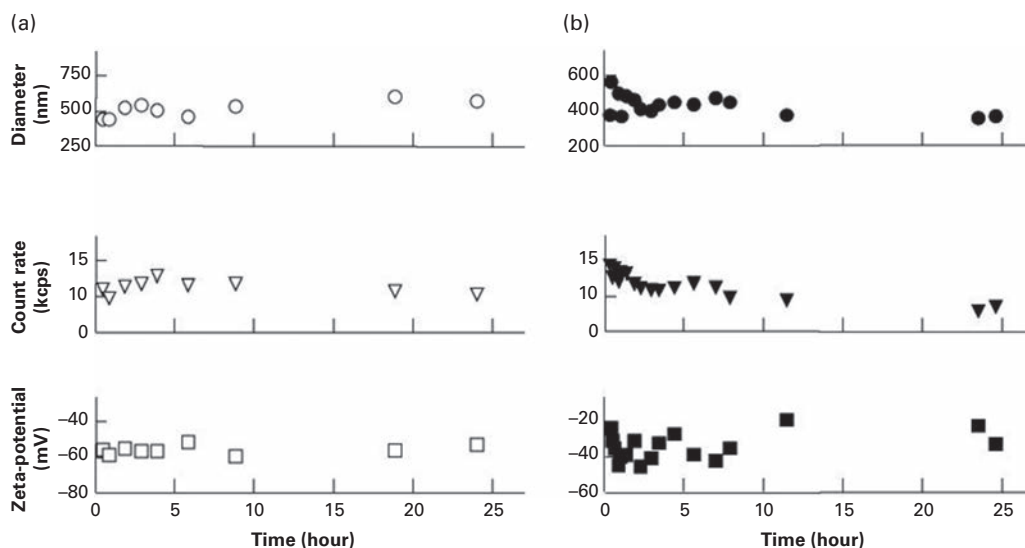 (a)
(b)
Diameter
(nm)
750
500
250
600
400
200
Count rate
(kcps)
15
10
0
15
10
0
Zeta-potential
(mV)
−40
−60
−80
−20
−40
−60
0 5 10 15 20 25
0 5 10 15 20 25
Time (hour)
Time (hour)